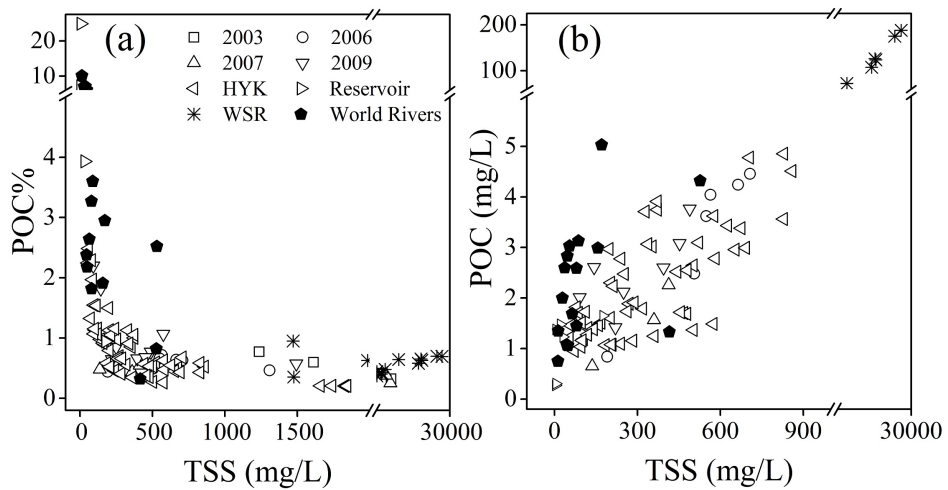 (a)
2003 2006
2007 2009
HYK Reservoir
WSR World Rivers
POC%
20
10
4
3
2
1
0
0 500 1000 1500 30000
TSS (mg/L)
(b)
POC (mg/L)
200
100
5
4
3
2
1
0
0 300 600 900 30000
TSS (mg/L)